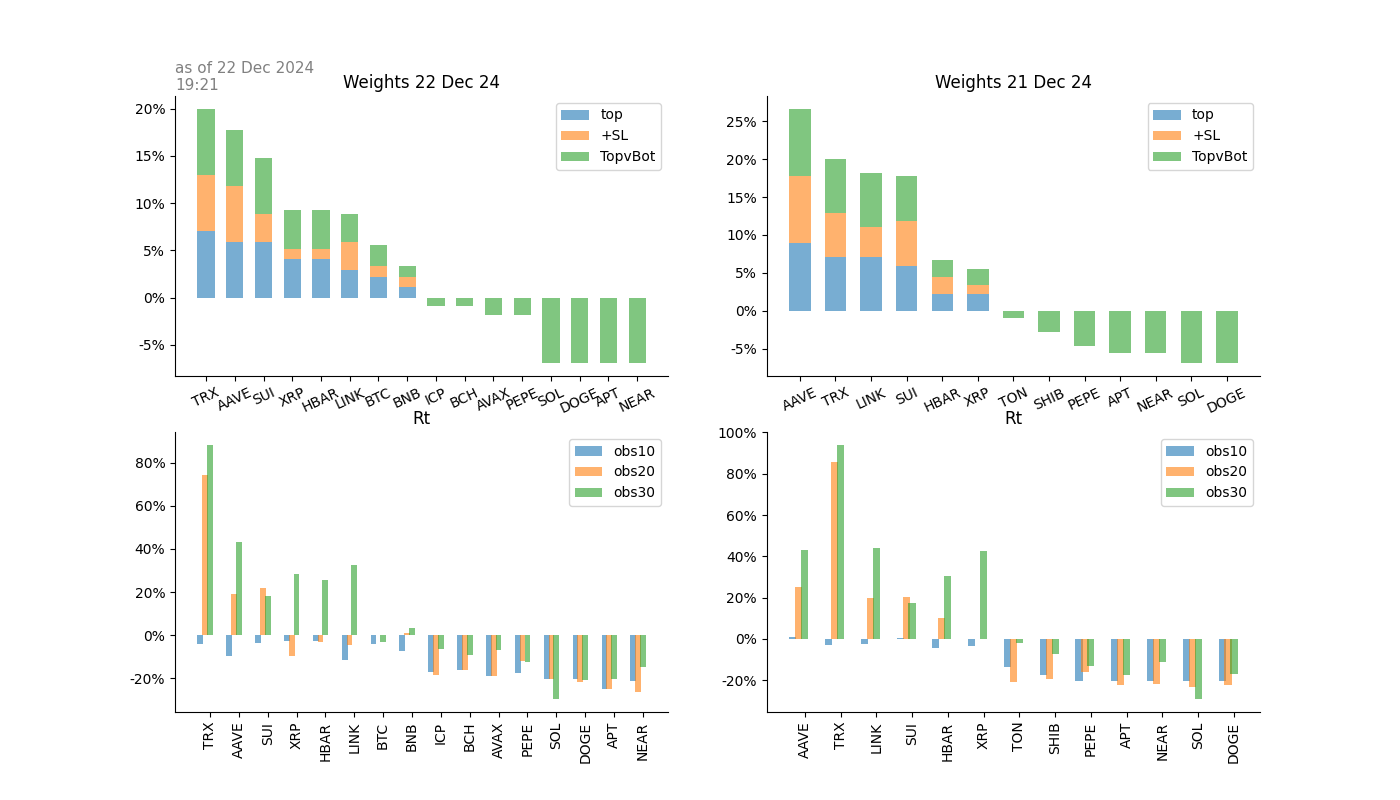 as of 22 Dec 2024
19:21
Weights 22 Dec 24
20%
15%
10%
5%
0%
-5%
top
+SL
TopvBot
TRX AAVE SUI XRP HBAR LINK BTC BNB ICP BCH AVAX PEPE SOL DOGE APT NEAR
Weights 21 Dec 24
25%
20%
15%
10%
5%
0%
-5%
top
+SL
TopvBot
AAVE TRX LINK SUI HBAR XRP TON SHIB PEPE APT NEAR SOL DOGE
Rt
80%
60%
40%
20%
0%
-20%
obs10
obs20
obs30
TRX AAVE SUI XRP HBAR LINK BTC BNB ICP BCH AVAX PEPE SOL DOGE APT NEAR
Rt
100%
80%
60%
40%
20%
0%
-20%
obs10
obs20
obs30
AAVE TRX LINK SUI HBAR XRP TON SHIB PEPE APT NEAR SOL DOGE